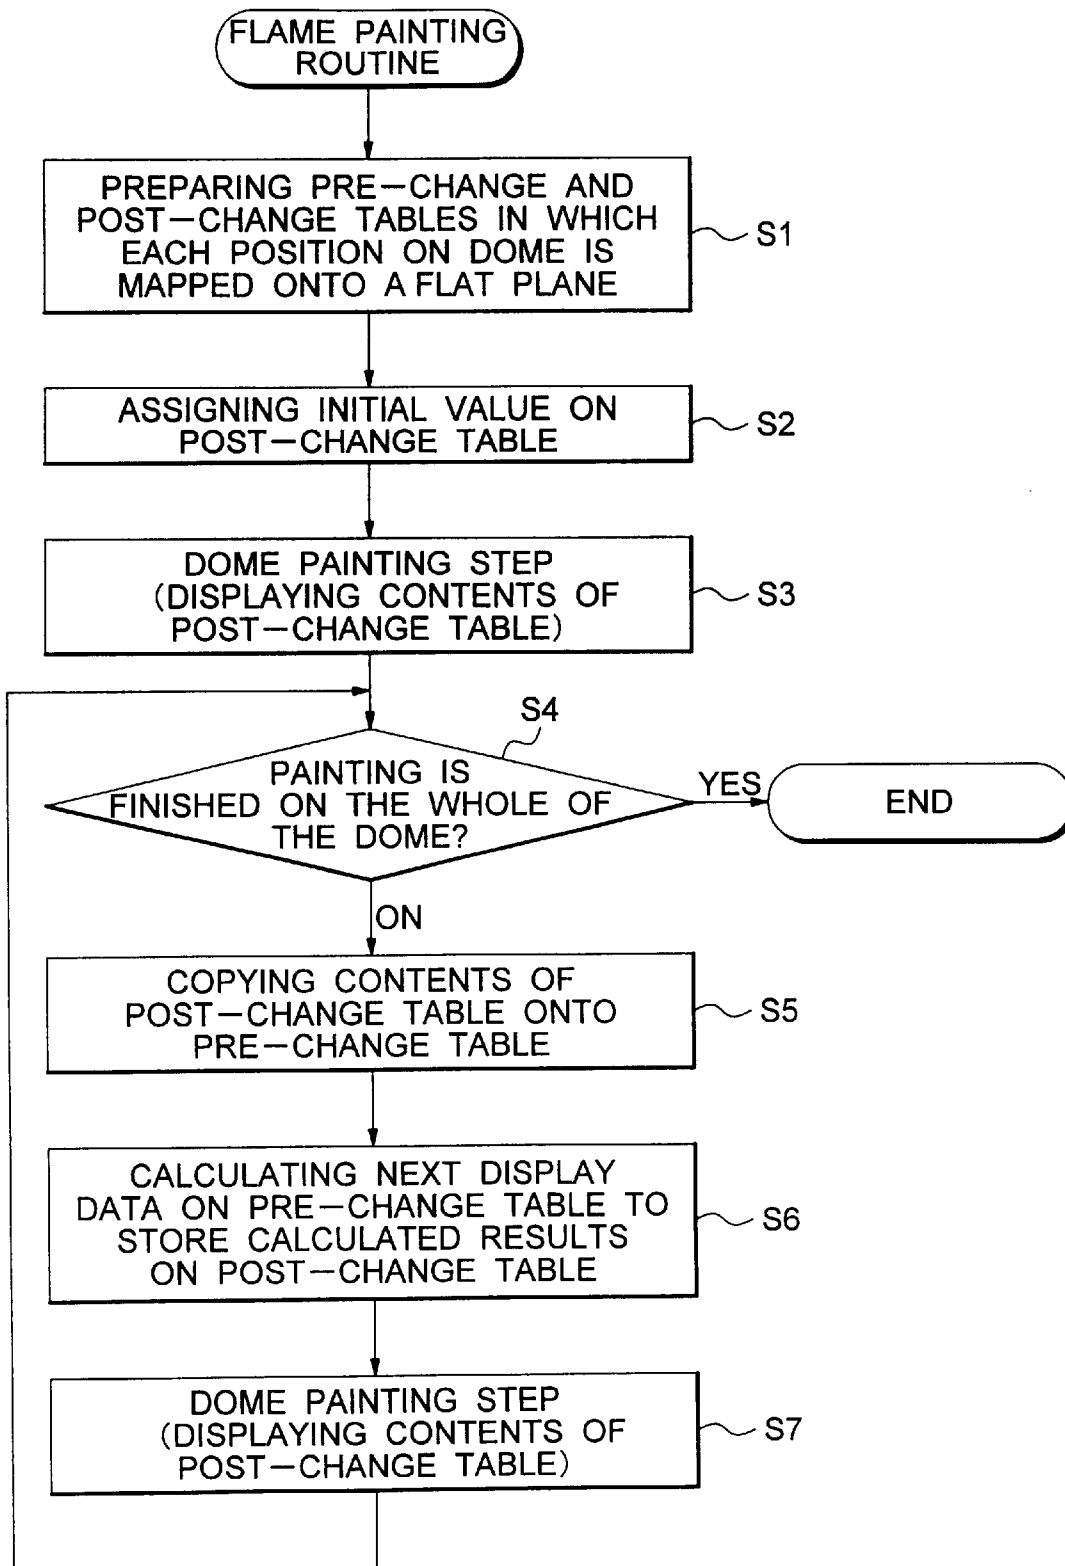 FLAME PAINTING
ROUTINE
PREPARING PRE-CHANGE AND
POST-CHANGE TABLES IN WHICH
EACH POSITION ON DOME IS
MAPPED ONTO A FLAT PLANE
S1
ASSIGNING INITIAL VALUE ON
POST-CHANGE TABLE
S2
DOME PAINTING STEP
(DISPLAYING CONTENTS OF
POST-CHANGE TABLE)
S3
S4
PAINTING IS
FINISHED ON THE WHOLE OF
THE DOME?
YES
END
ON
COPYING CONTENTS OF
POST-CHANGE TABLE ONTO
PRE-CHANGE TABLE
S5
CALCULATING NEXT DISPLAY
DATA ON PRE-CHANGE TABLE TO
STORE CALCULATED RESULTS
ON POST-CHANGE TABLE
S6
DOME PAINTING STEP
(DISPLAYING CONTENTS OF
POST-CHANGE TABLE)
S7